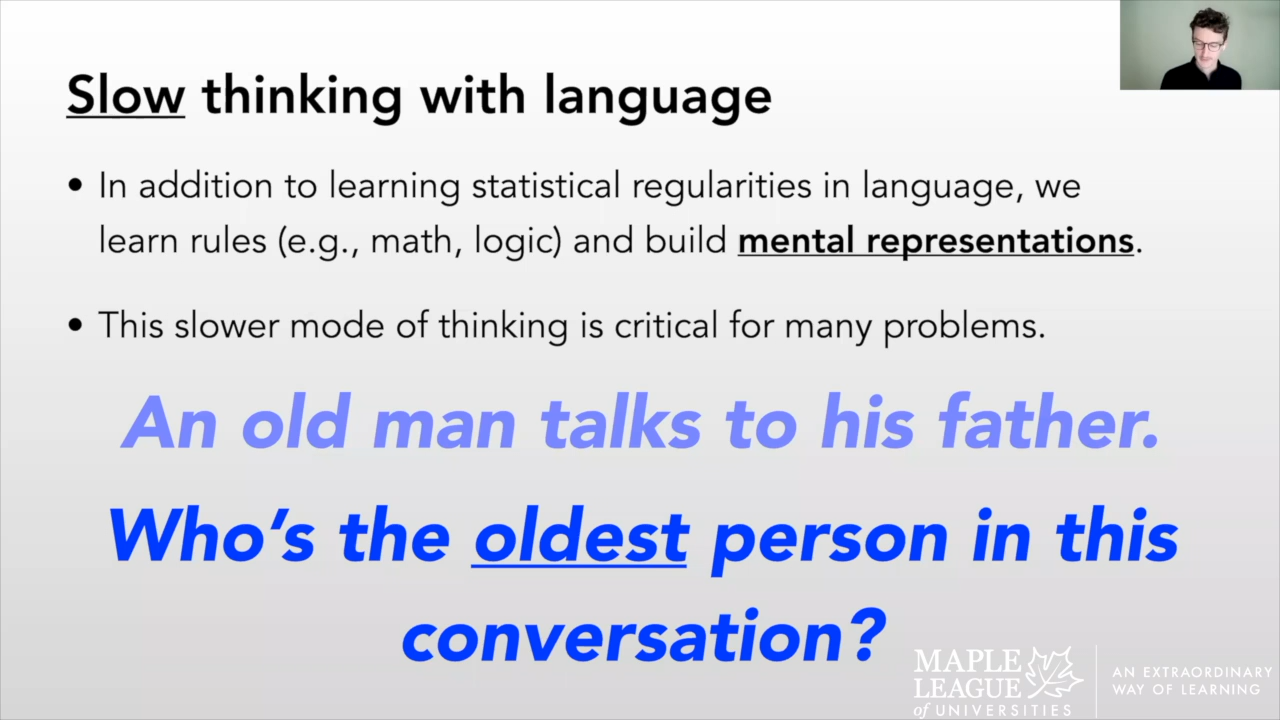 Slow thinking with language
• In addition to learning statistical regularities in language, we
learn rules (e.g., math, logic) and build mental representations.
• This slower mode of thinking is critical for many problems.
An old man talks to his father.
Who’s the oldest person in this
conversation?
MAPLE
LEAGUE
of UNIVERSITIES
AN EXTRAORDINARY
WAY OF LEARNING